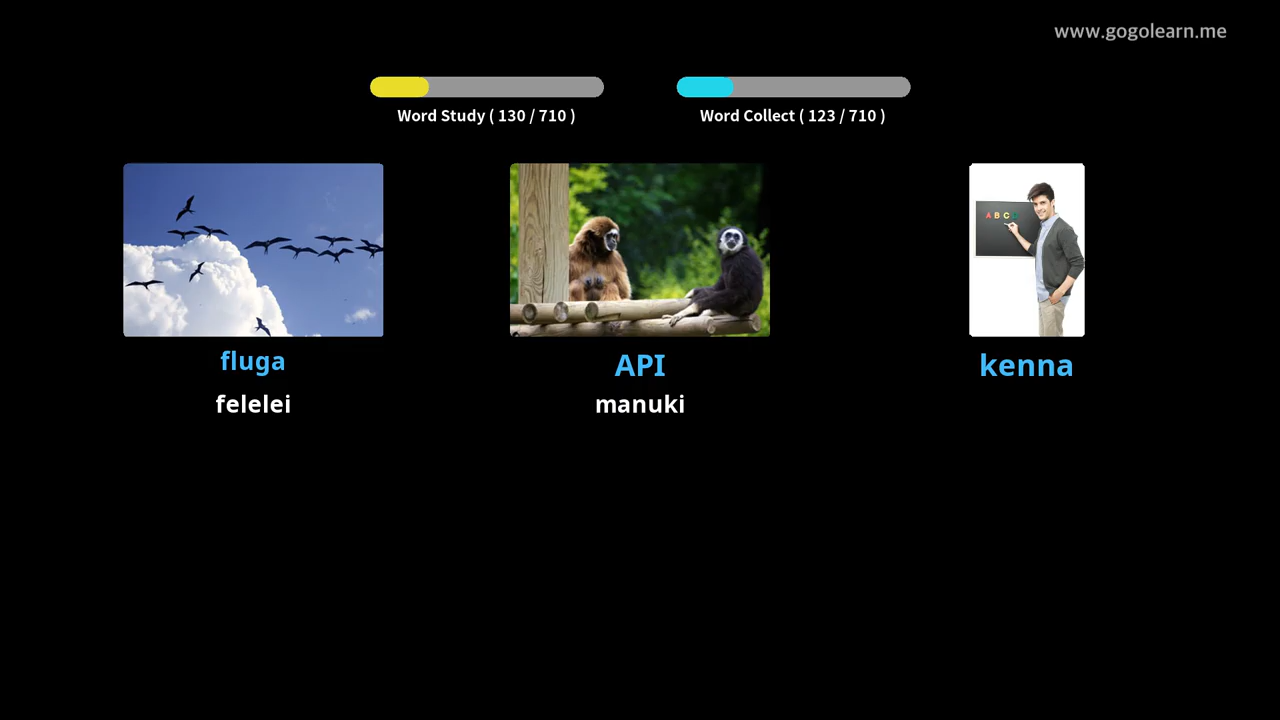 www.gogolearn.me
Word Study ( 130 / 710 )
Word Collect ( 123 / 710 )
A B C
fluga
API
kenna
felelei
manuki